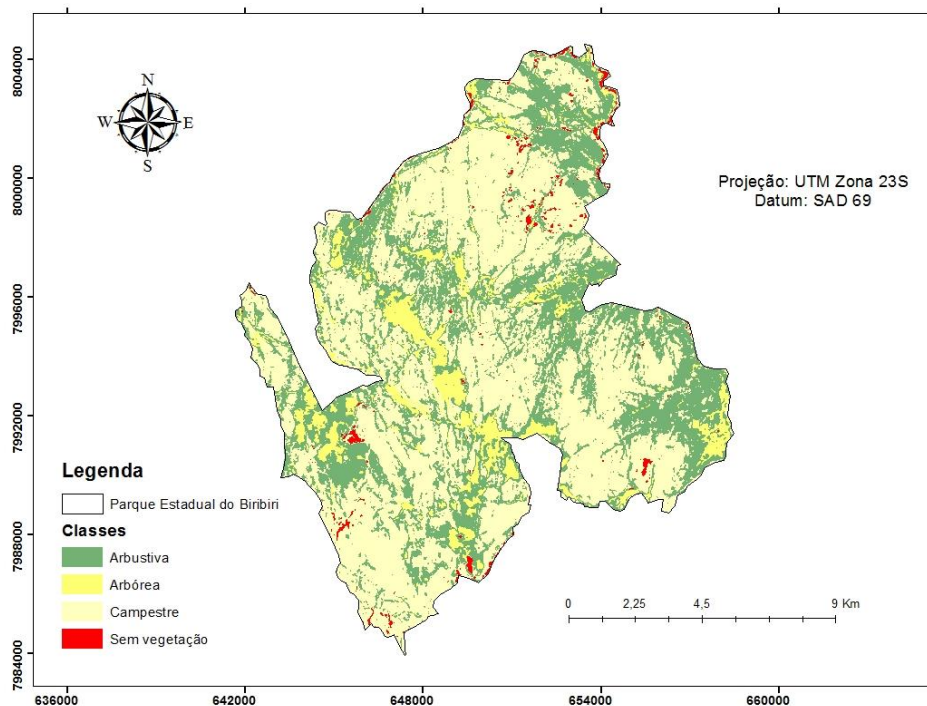 8004000
8000000
7996000
7992000
7988000
7984000
N
W
E
S
Projeção: UTM Zona 23S
Datum: SAD 69
Legenda
Parque Estadual do Biribiri
Classes
Arbustiva
Arbórea
Campestre
Sem vegetação
0 2,25 4,5 9 Km
636000 642000 648000 654000 660000